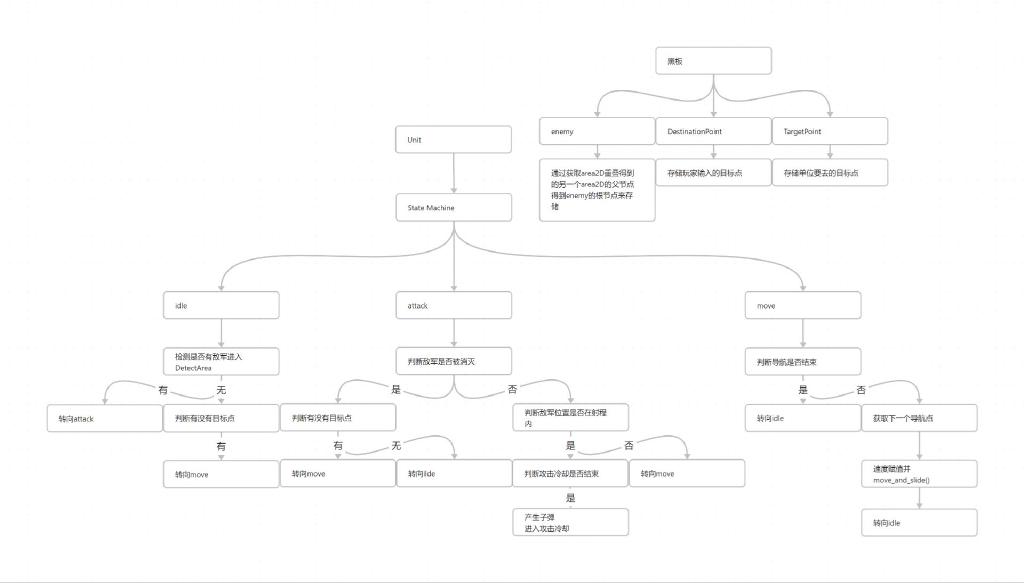 黑板
enemy
DestinationPoint
TargetPoint
通过获取area2D重叠得到
的另一个area2D的父节点
得到enemy的根节点来存
储
存储玩家输入的目标点
存储单位要去的目标点
Unit
State Machine
idle
attack
move
检测是否有敌军进入
DetectArea
判断敌军是否被消灭
判断导航是否结束
有
无
是
否
是
否
转向attack
判断有没有目标点
判断有没有目标点
判断敌军位置是否在射程
内
转向idle
获取下一个导航点
有
有
无
是
否
转向move
转向move
转向ilde
判断攻击冷却是否结束
转向move
速度赋值并
move_and_slide()
是
产生子弹
进入攻击冷却
转向idle